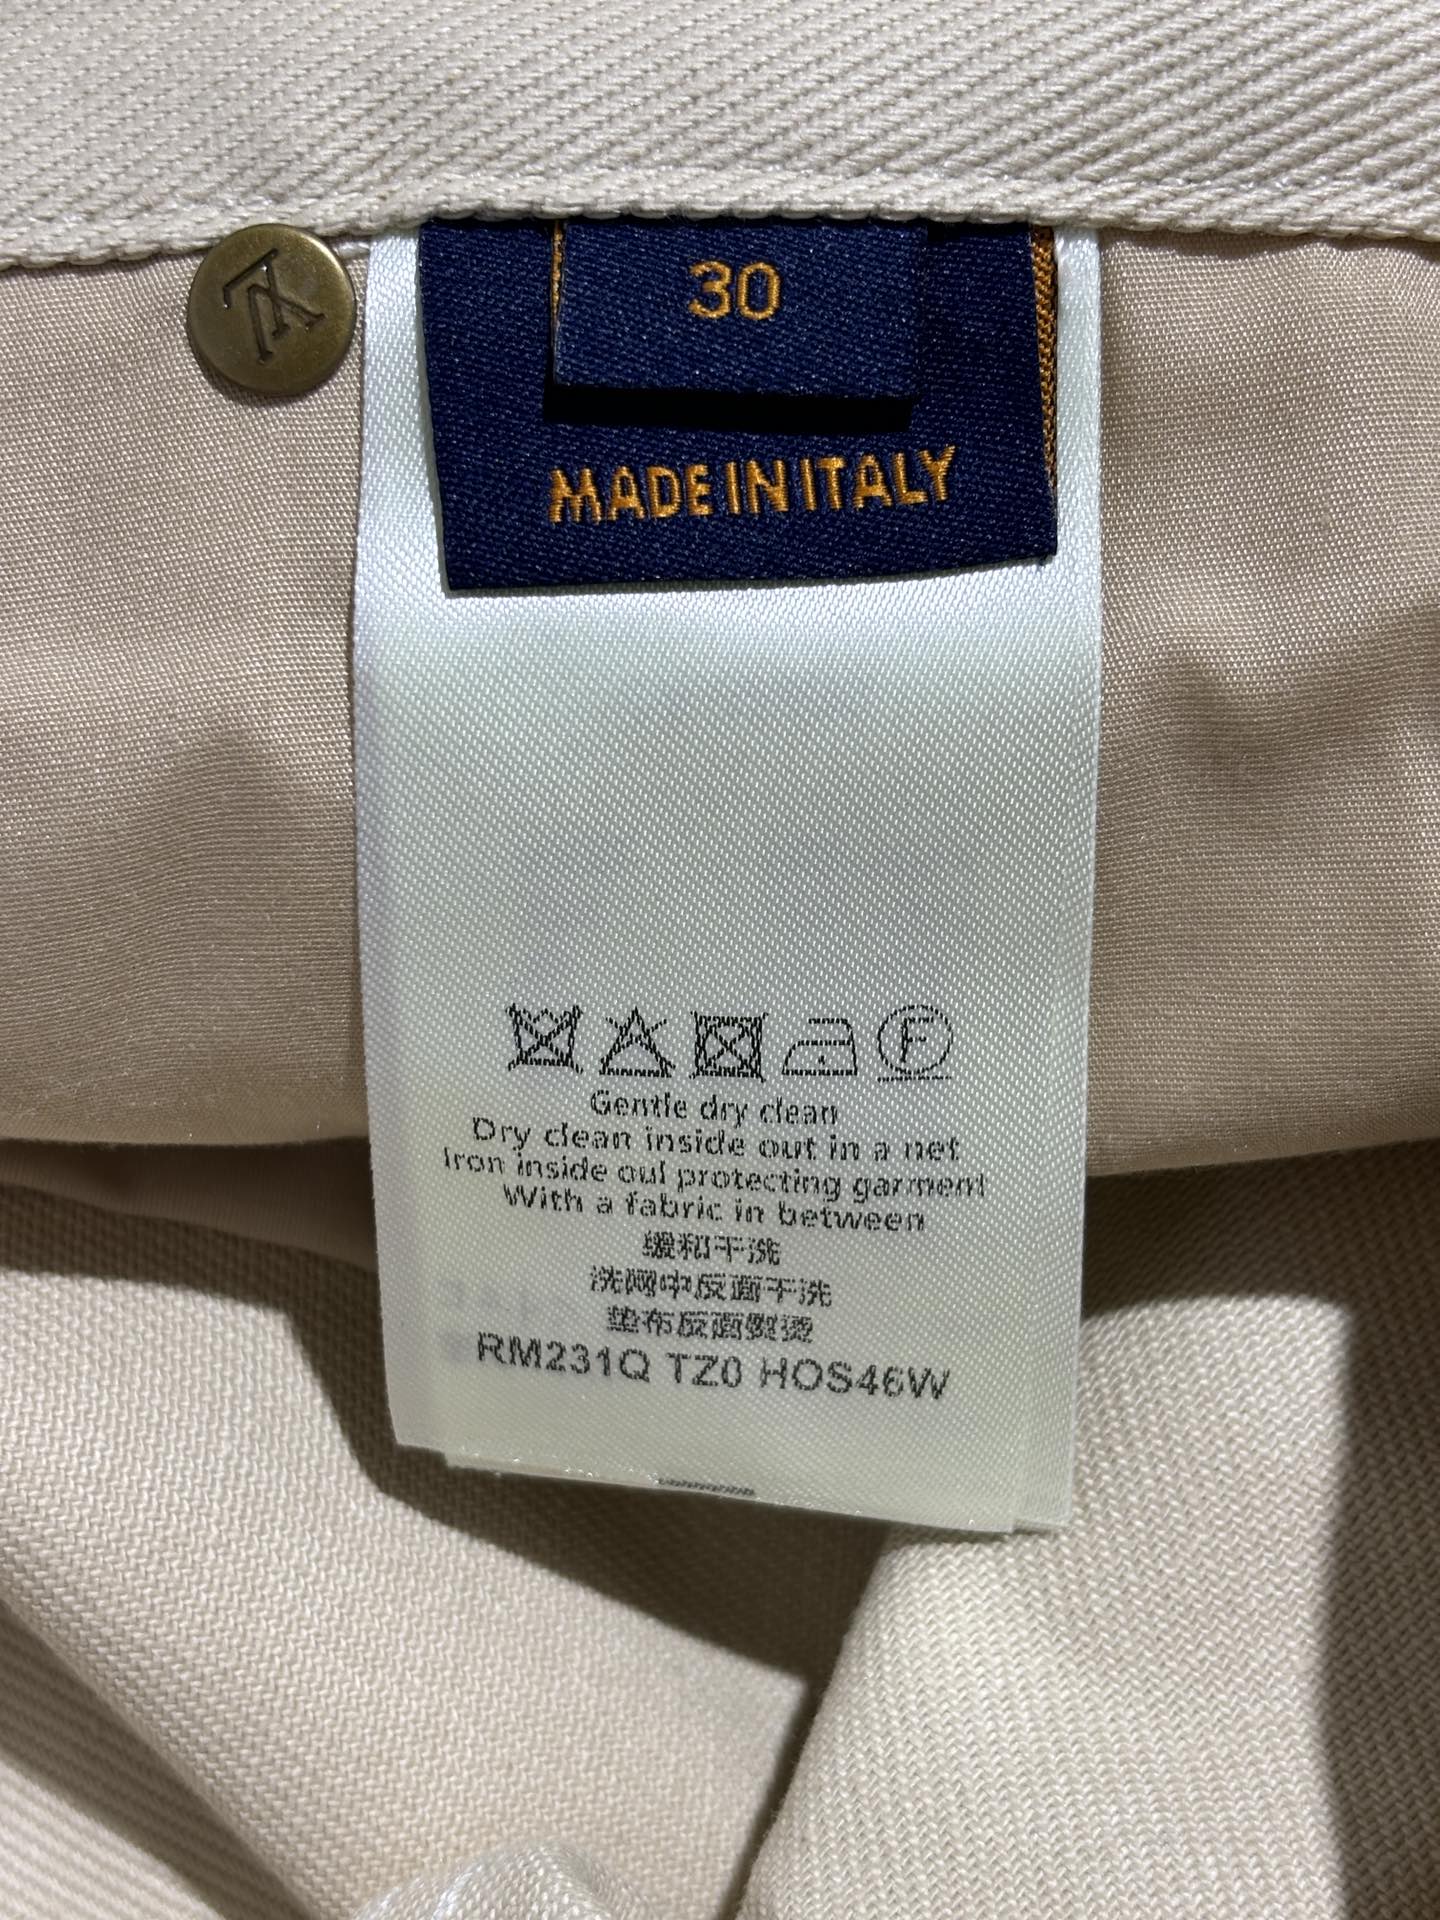 LV
30
MADE IN ITALY
F
Gentle dry clean
Dry clean inside out in a net
Iron inside oul protecting garment
With a fabric in between
缓和干洗
洗网中反面干洗
垫布反面熨烫
RM231Q TZ0 HOS46W